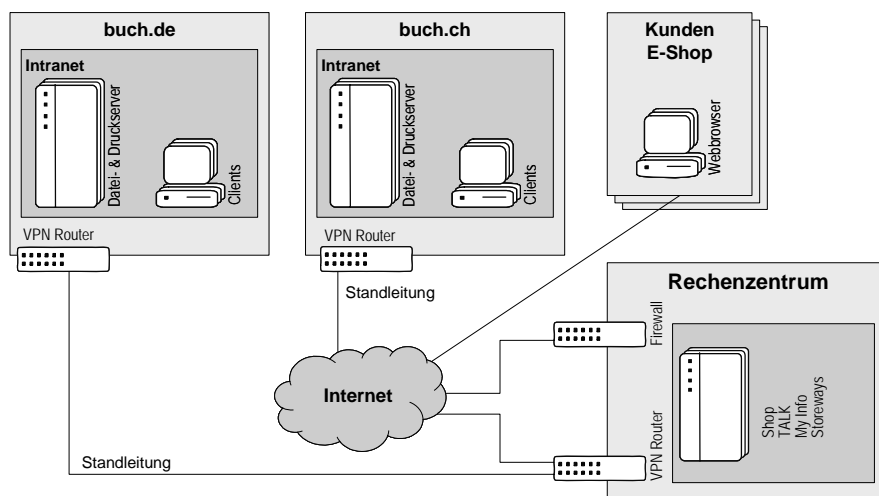 buch.de
Intranet
Datei- & Druckserver
Clients
VPN Router
buch.ch
Intranet
Datei- & Druckserver
Clients
VPN Router
Kunden
E-Shop
Webbrowser
Standleitung
Internet
Standleitung
Rechenzentrum
Firewall
VPN Router
Shop
TALK
My Info
Storeways